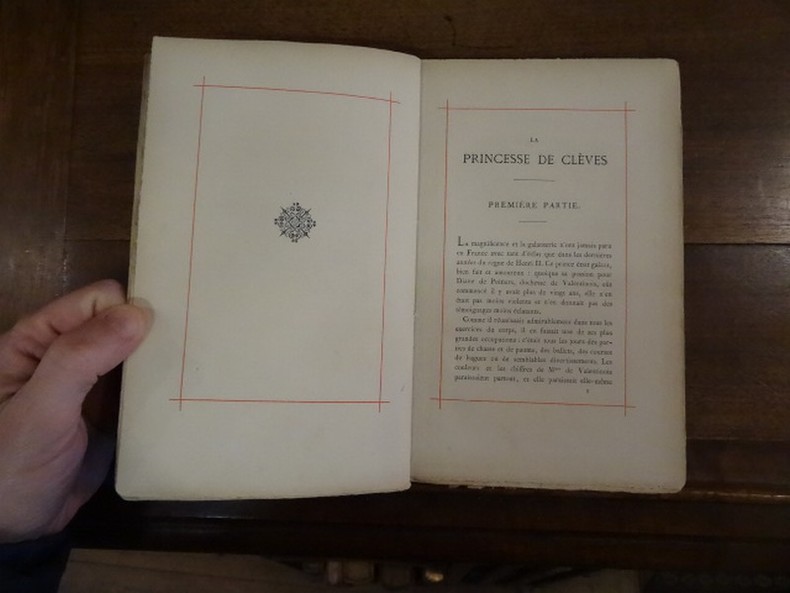 LA
PRINCESSE DE CLÈVES
PREMIÈRE PARTIE.
La magnificence et la galanterie n'ont jamais paru
en France avec tant d'éclat que dans les dernières
années du règne de Henri II. Ce prince était galant,
bien fait et amoureux : quoique sa passion pour
Diane de Poitiers, duchesse de Valentinois, eût
commencé il y avait plus de vingt ans, elle n'en
était pas moins violente et il n'en donnait pas des
témoignages moins éclatants.
Comme il réussissait admirablement dans tous les
exercices du corps, il en faisait une de ses plus
grandes occupations : c'était tous les jours des par-
ties de chasse et de paume, des ballets, des courses
de bagues ou de semblables divertissements. Les
couleurs et les chiffres de Mme de Valentinois
paraissaient partout, et elle paraissait elle-même